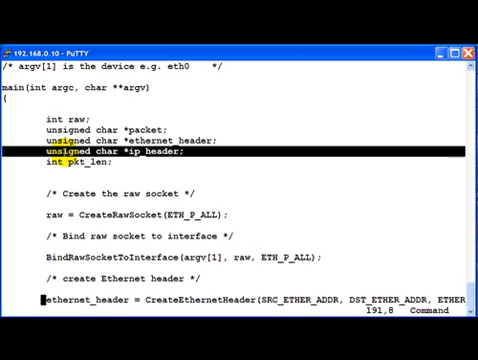 192.168.0.10 - PuTTY
/* argv[1] is the device e.g. eth0 */
main(int argc, char **argv)
{
int raw;
unsigned char *packet;
unsigned char *ethernet_header;
unsigned char *ip_header;
int pkt_len;
/* Create the raw socket */
raw = CreateRawSocket(ETH_P_ALL);
/* Bind raw socket to interface */
BindRawSocketToInterface(argv[1], raw, ETH_P_ALL);
/* create Ethernet header */
ethernet_header = CreateEthernetHeader(SRC_ETHER_ADDR, DST_ETHER_ADDR, ETHER
191,8 Command